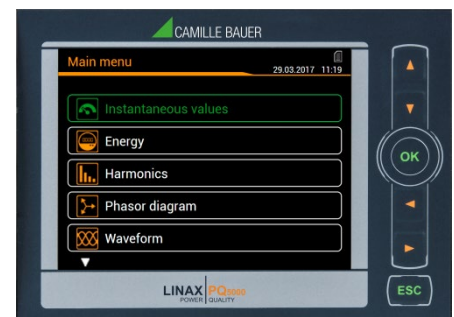 CAMILLE BAUER
Main menu
29.03.2017 11:19
Instantaneous values
Energy
Harmonics
Phasor diagram
Waveform
OK
LINAX PQ5000
POWER QUALITY
ESC